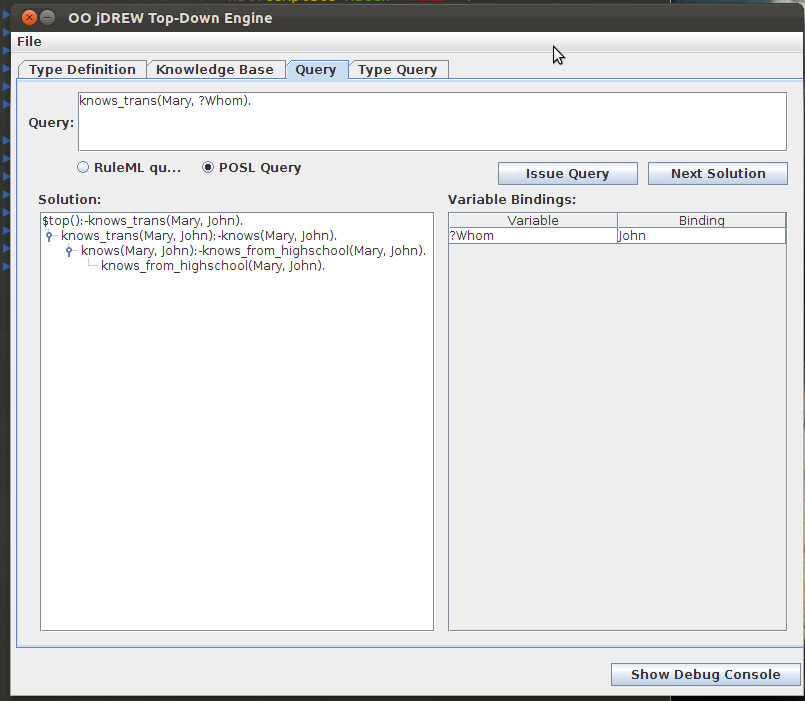 OO jDREW Top-Down Engine
File
Type Definition Knowledge Base Query Type Query
Query:
knows_trans(Mary, ?Whom).
RuleML qu... POSL Query
Issue Query Next Solution
Solution:
$top():-knows_trans(Mary, John).
knows_trans(Mary, John):-knows(Mary, John).
knows(Mary, John):-knows_from_highschool(Mary, John).
knows_from_highschool(Mary, John).
Variable Bindings:
Variable Binding
?Whom John
Show Debug Console